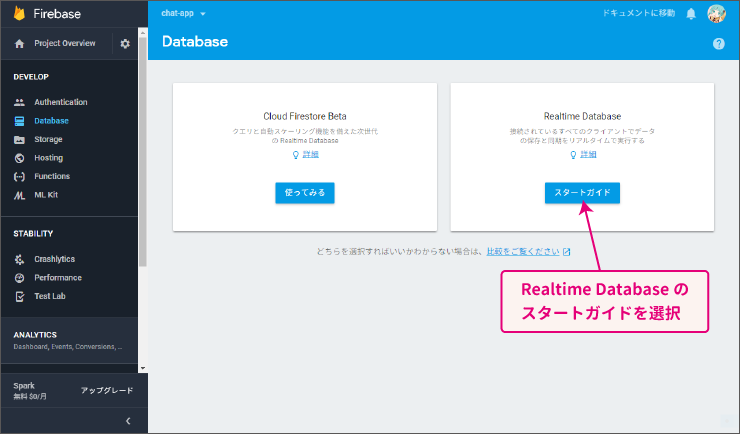 Firebase
chat-app
ドキュメントに移動
Project Overview
Database
DEVELOP
Authentication
Database
Storage
Hosting
Functions
ML Kit
STABILITY
Crashlytics
Performance
Test Lab
ANALYTICS
Dashboard, Events, Conversions, ...
Spark
無料 $0/月
アップグレード
Cloud Firestore Beta
クエリと自動スケーリング機能を備えた次世代
の Realtime Database
詳細
使ってみる
Realtime Database
接続されているすべてのクライアントでデータ
の保存と同期をリアルタイムで実行する
詳細
スタートガイド
どちらを選択すればいいかわからない場合は、比較をご覧ください
Realtime Database の
スタートガイドを選択